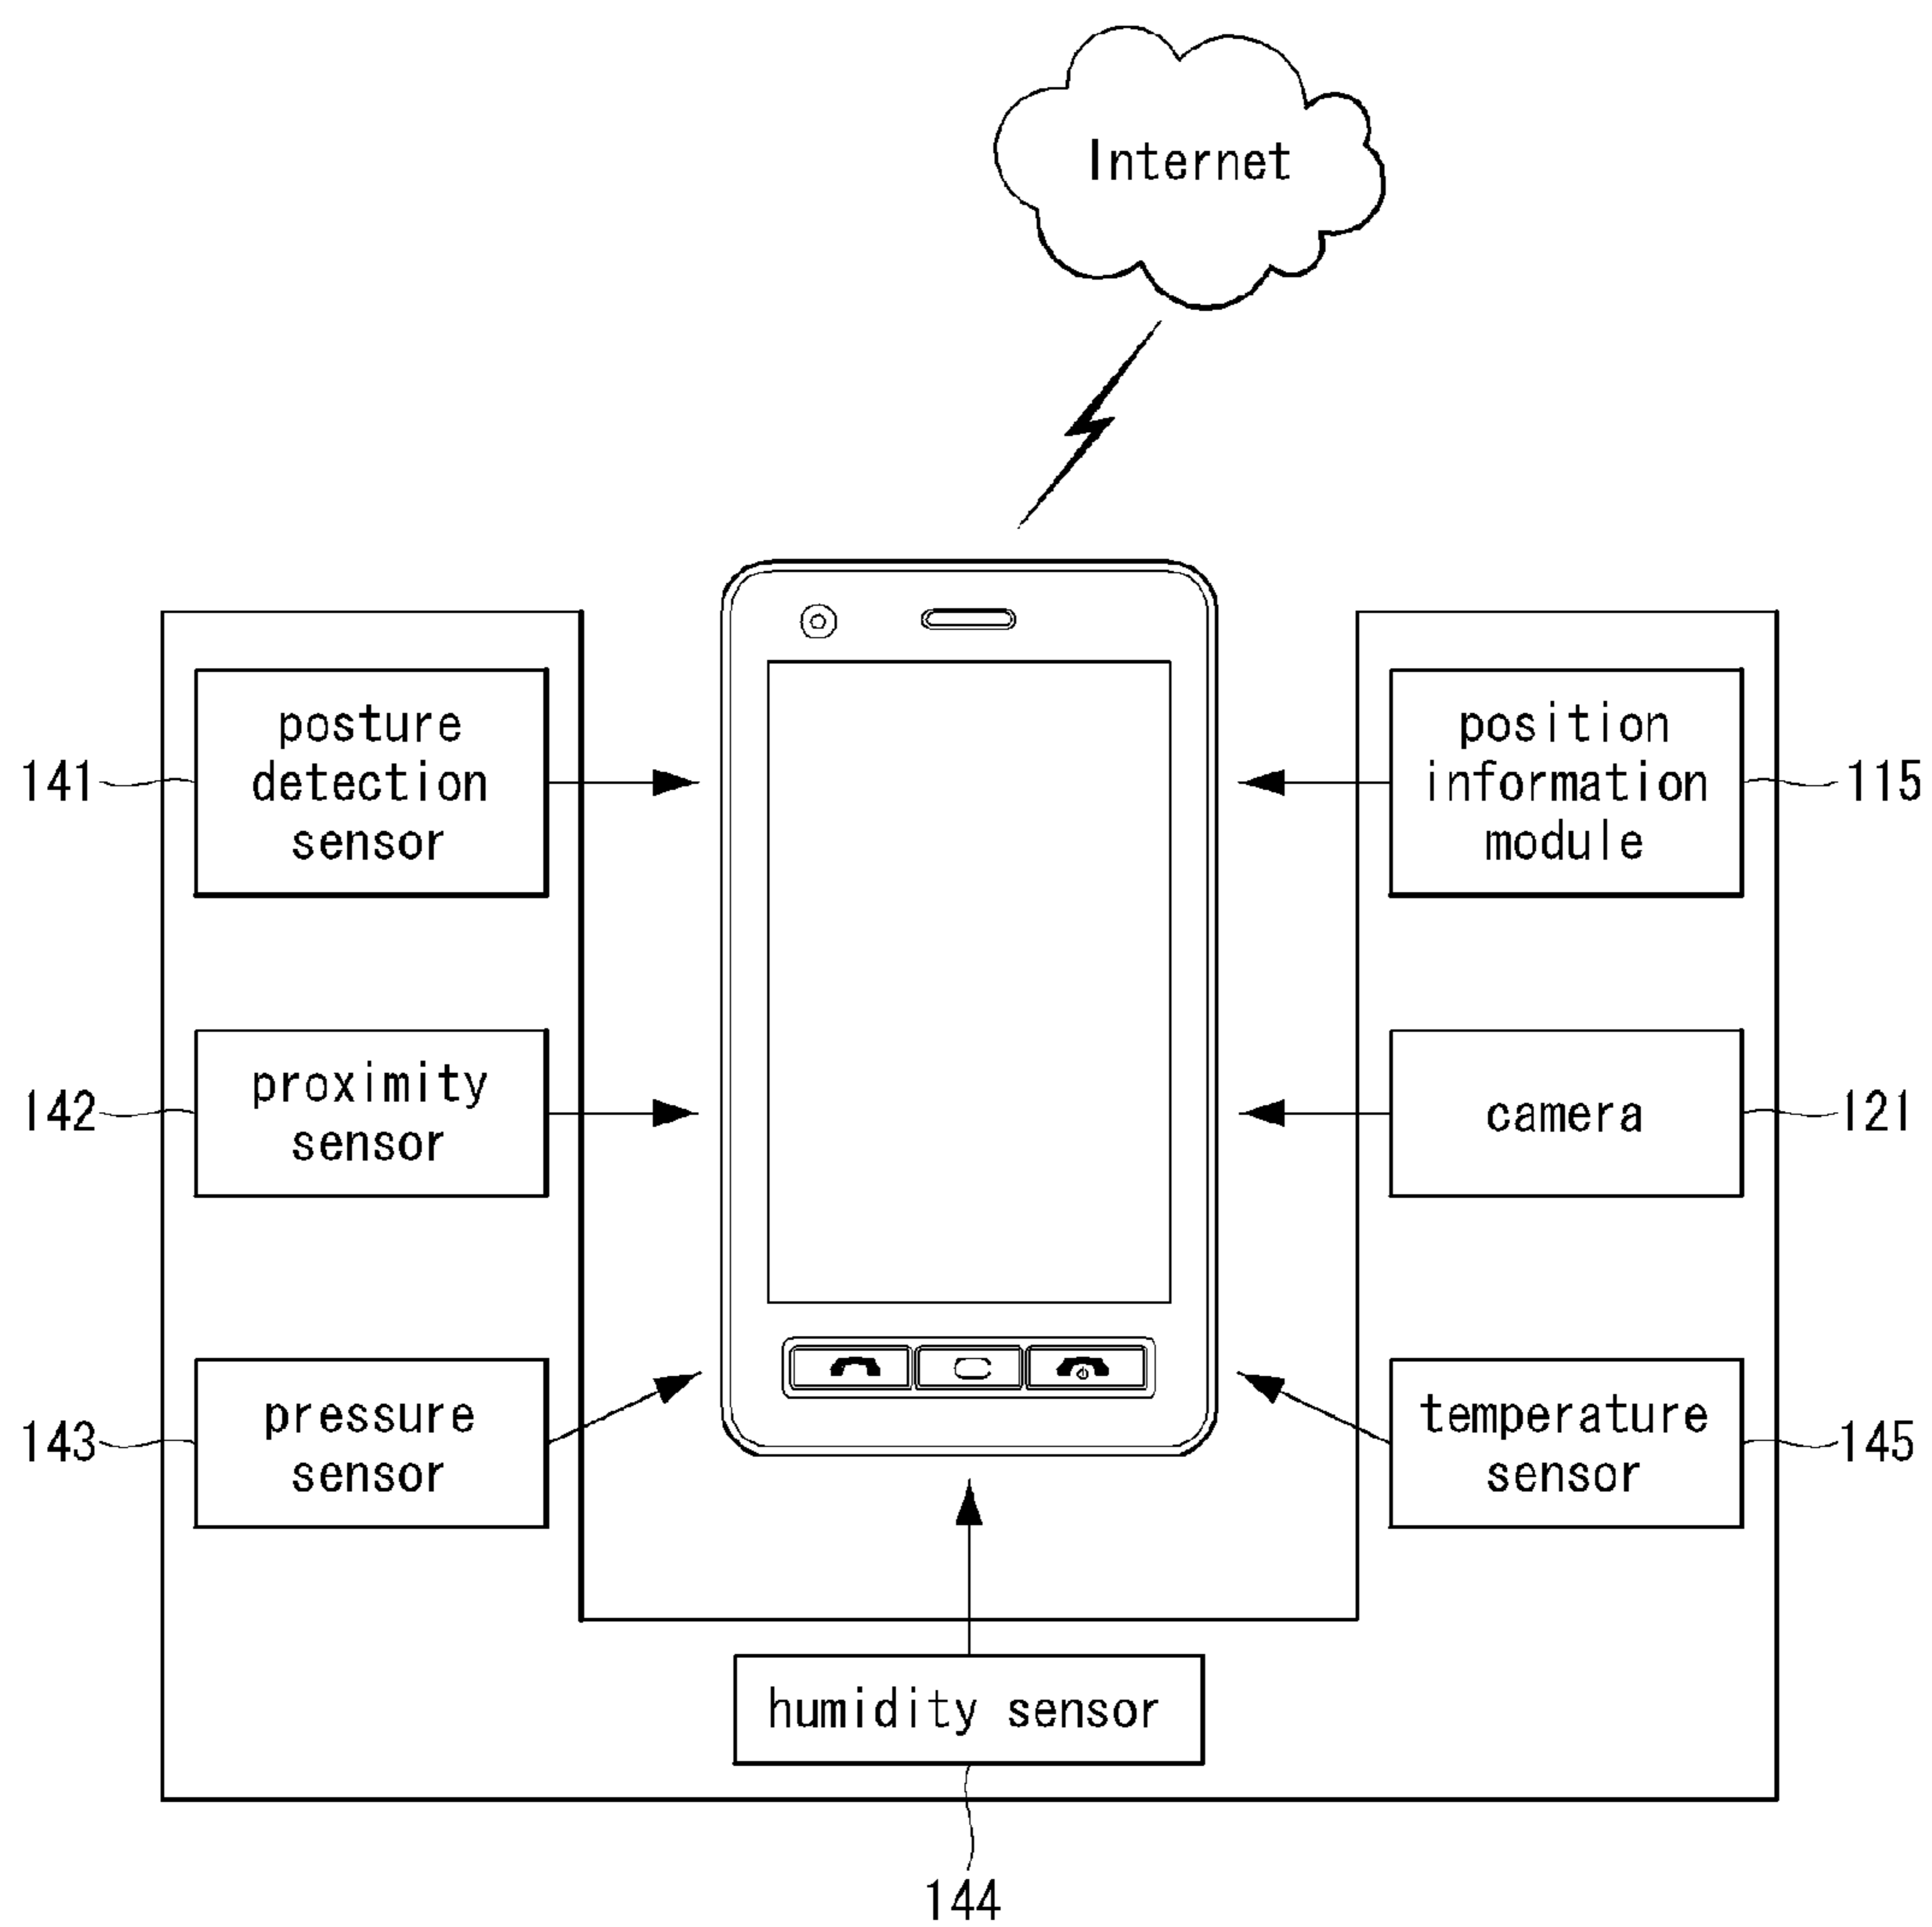 Internet
posture
detection
sensor
141
position
information
module
115
proximity
sensor
142
camera
121
pressure
sensor
143
temperature
sensor
145
humidity sensor
144